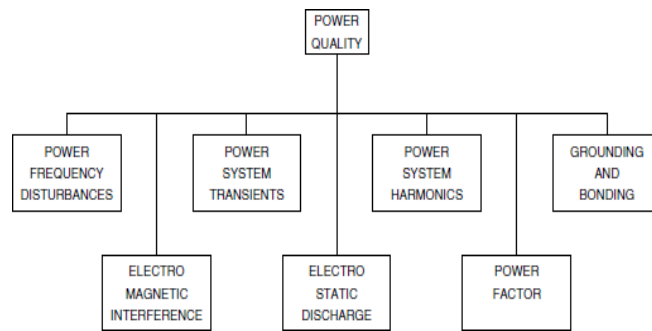 POWER
QUALITY
POWER
FREQUENCY
DISTURBANCES
POWER
SYSTEM
TRANSIENTS
POWER
SYSTEM
HARMONICS
GROUNDING
AND
BONDING
ELECTRO
MAGNETIC
INTERFERENCE
ELECTRO
STATIC
DISCHARGE
POWER
FACTOR